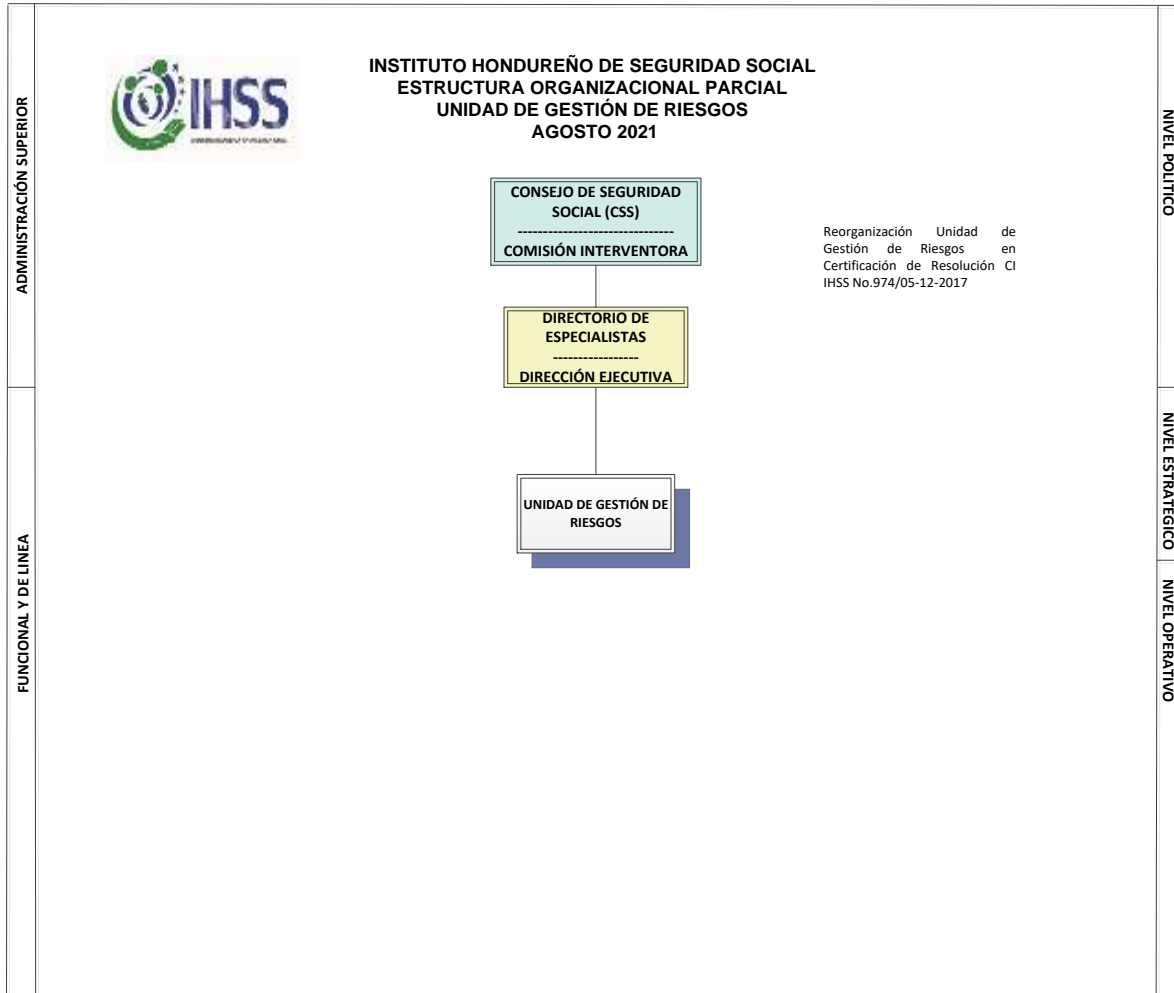 INSTITUTO HONDUREÑO DE SEGURIDAD SOCIAL
ESTRUCTURA ORGANIZACIONAL PARCIAL
UNIDAD DE GESTIÓN DE RIESGOS
AGOSTO 2021
IHSS
ADMINISTRACIÓN SUPERIOR
NIVEL POLITICO
CONSEJO DE SEGURIDAD
SOCIAL (CSS)
--------------------------------
COMISIÓN INTERVENTORA
Reorganización Unidad de
Gestión de Riesgos en
Certificación de Resolución CI
IHSS No.974/05-12-2017
DIRECTORIO DE
ESPECIALISTAS
-----------------
DIRECCIÓN EJECUTIVA
FUNCIONAL Y DE LINEA
NIVEL ESTRATEGICO
UNIDAD DE GESTIÓN DE
RIESGOS
NIVEL OPERATIVO